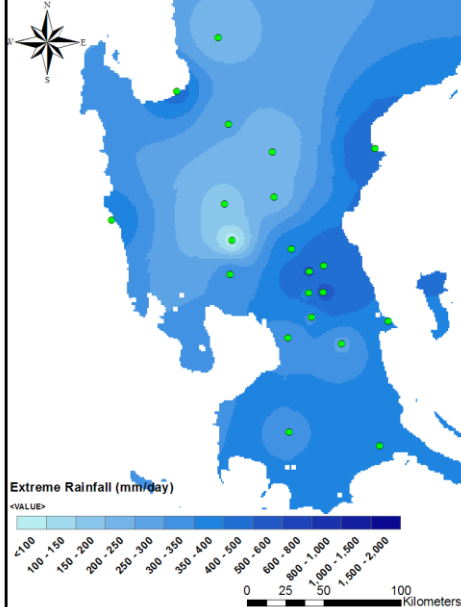 N
W E
S
Extreme Rainfall (mm/day)
<VALUE>
<100
100 - 150
150 - 200
200 - 250
250 - 300
300 - 350
350 - 400
400 - 500
500 - 600
600 - 800
800 - 1,000
1,000 - 1,500
1,500 - 2,000
0 25 50 100
Kilometers